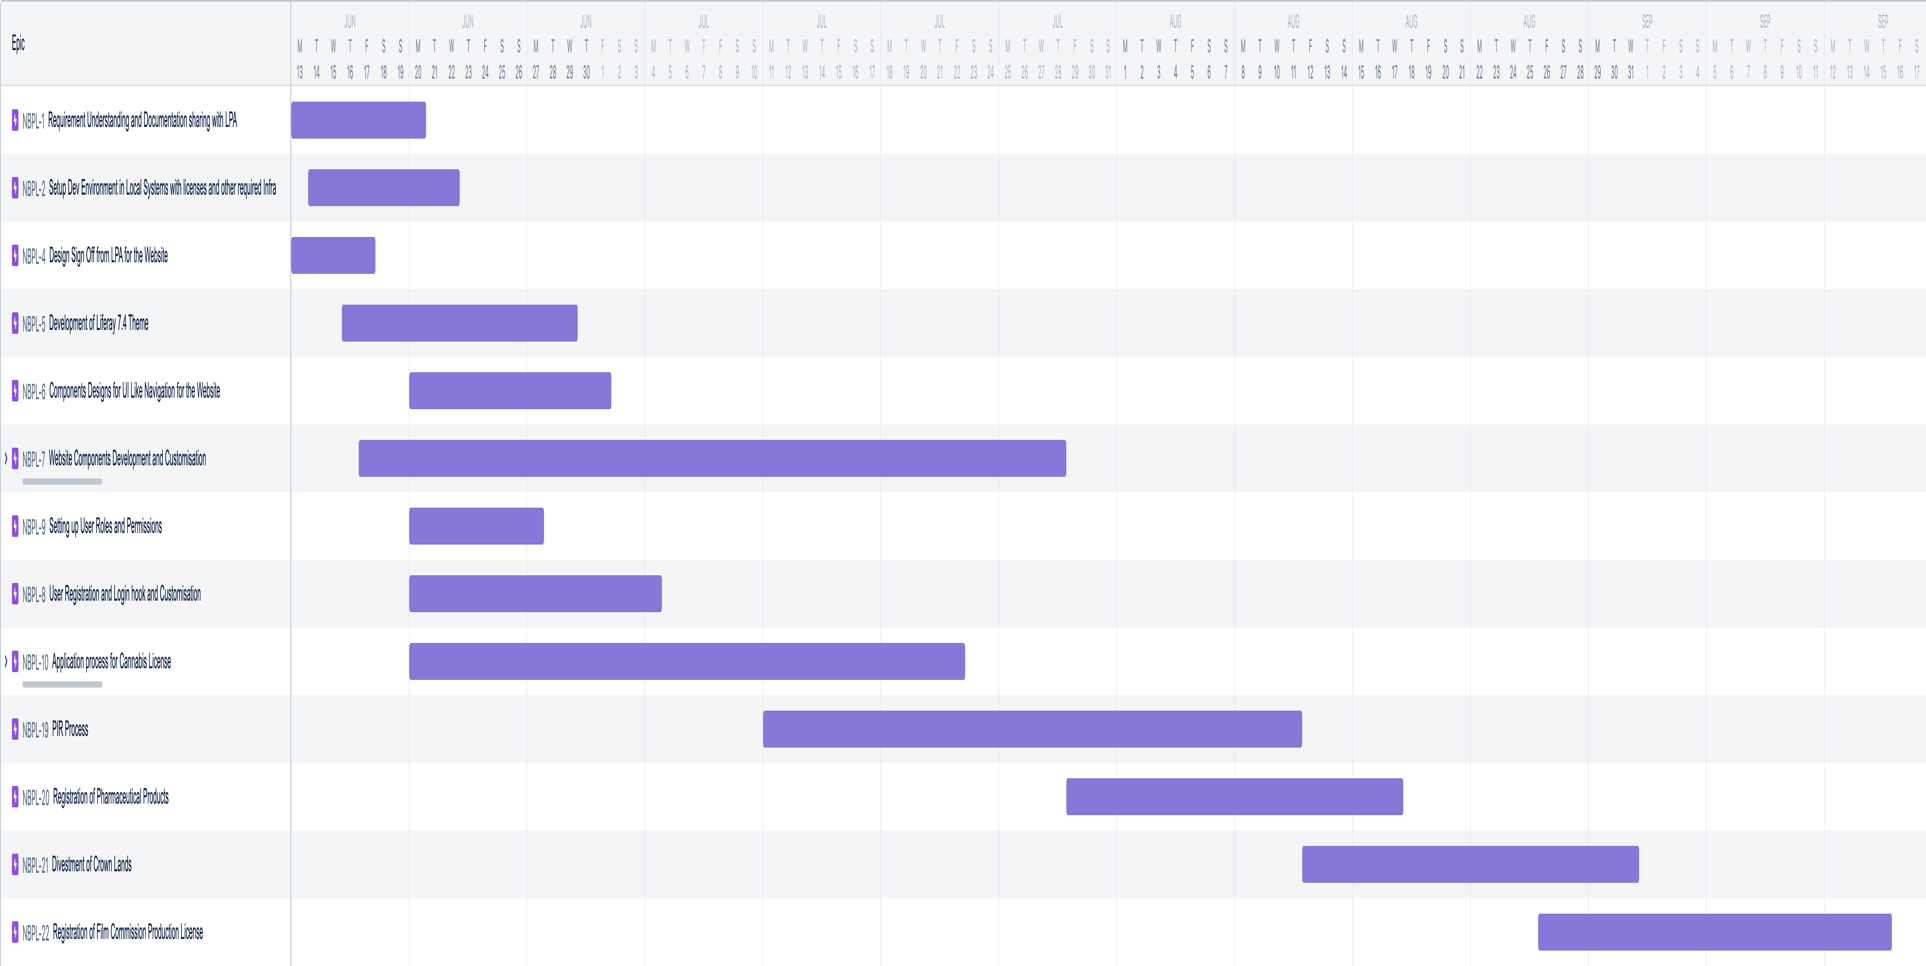 JUN JUN JUN JUL JUL JUL JUL AUG AUG AUG AUG SEP SEP SEP
Epic
M T W T F S S M T W T F S S M T W T F S S M T W T F S S M T W T F S S M T W T F S S M T W T F S S M T W T F S S M T W T F S S M T W T F S S M T W T F S S M T W T F S S M T W T F S S M T W T F S
13 14 15 16 17 18 19 20 21 22 23 24 25 26 27 28 29 30 1 2 3 4 5 6 7 8 9 10 11 12 13 14 15 16 17 18 19 20 21 22 23 24 25 26 27 28 29 30 31 1 2 3 4 5 6 7 8 9 10 11 12 13 14 15 16 17 18 19 20 21 22 23 24 25 26 27 28 29 30 31 1 2 3 4 5 6 7 8 9 10 11 12 13 14 15 16 17
NBPL-1 Requirement Understanding and Documentation sharing with LPA
NBPL-2 Setup Dev Environment in Local Systems with licenses and other required Infra
NBPL-4 Design Sign Off from LPA for the Website
NBPL-5 Development of Liferay 7.4 Theme
NBPL-6 Components Designs for UI Like Navigation for the Website
NBPL-7 Website Components Development and Customisation
NBPL-9 Setting up User Roles and Permissions
NBPL-8 User Registration and Login hook and Customisation
NBPL-10 Application process for Cannabis License
NBPL-19 PIR Process
NBPL-20 Registration of Pharmaceutical Products
NBPL-21 Divestment of Crown Lands
NBPL-22 Registration of Film Commission Production License